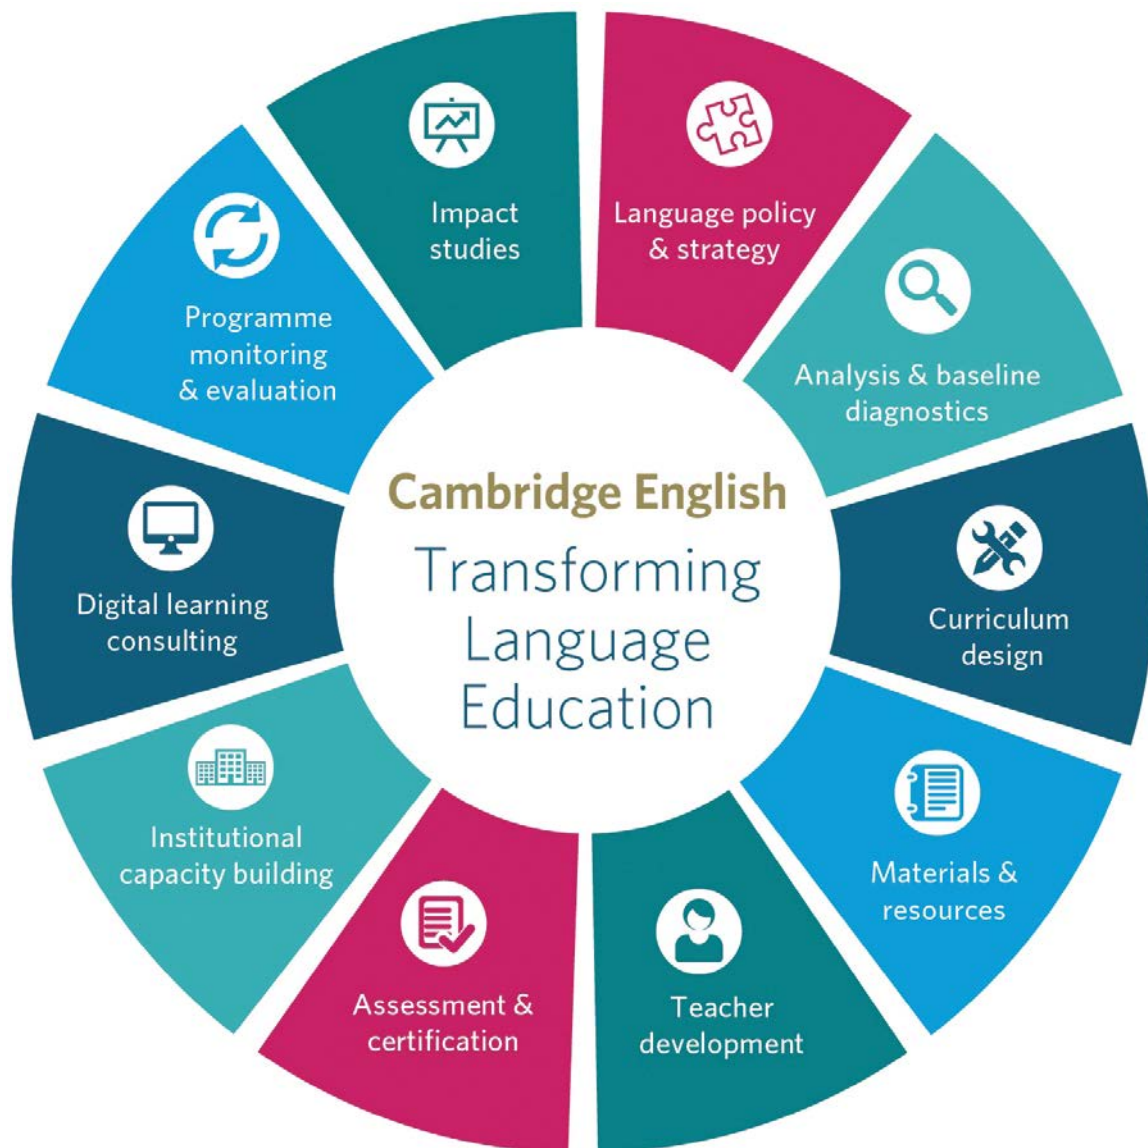 Cambridge English
Transforming
Language
Education
Language policy
& strategy
Analysis & baseline
diagnostics
Curriculum
design
Materials &
resources
Teacher
development
Assessment &
certification
Institutional
capacity building
Digital learning
consulting
Programme
monitoring
& evaluation
Impact
studies